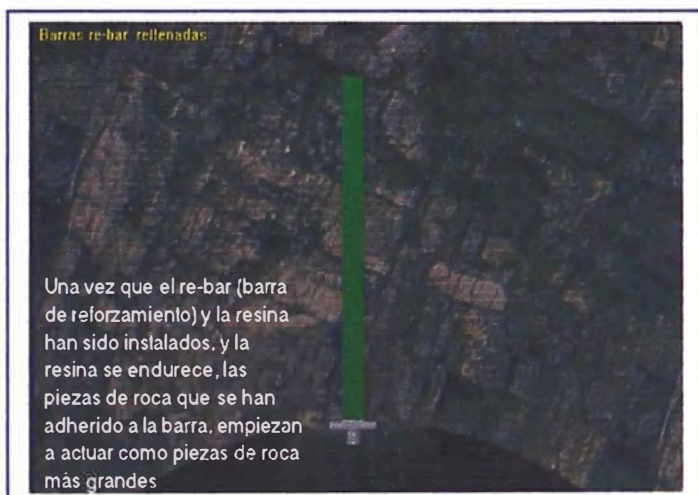 Barras re-bar rellenadas
Una vez que el re-bar (barra
de reforzamiento) y la resina
han sido instalados, y la
resina se endurece, las
piezas de roca que se han
adherido a la barra, empiezan
a actuar como piezas de roca
más grandes